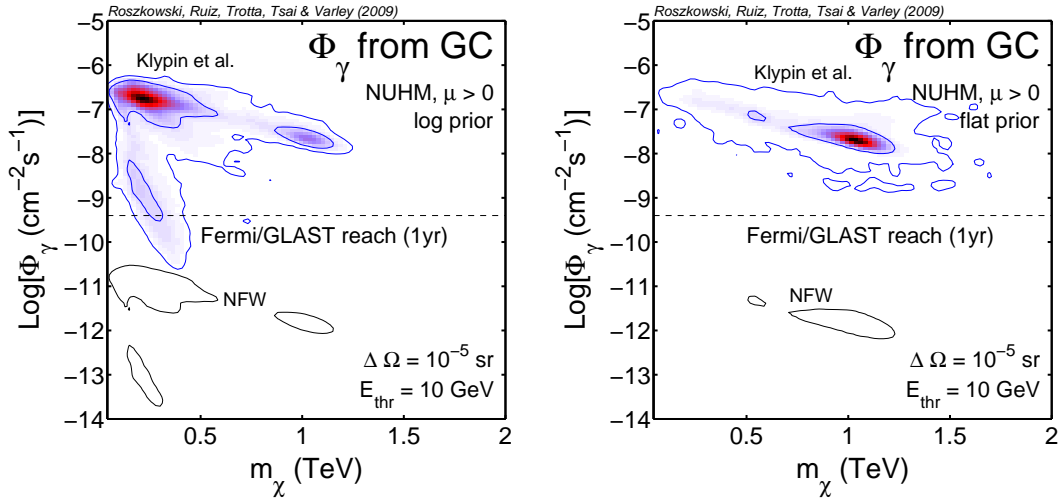 Roszkowski, Ruiz, Trotta, Tsai & Varley (2009)
Φγ from GC
Klypin et al.
NUHM, μ > 0
log prior
Fermi/GLAST reach (1yr)
NFW
Δ Ω = 10⁻⁵ sr
E_thr = 10 GeV
−5
−6
−7
−8
−9
−10
−11
−12
−13
−14
Log[Φγ (cm⁻²s⁻¹)]
0.5
1
1.5
2
mχ (TeV)
Roszkowski, Ruiz, Trotta, Tsai & Varley (2009)
Φγ from GC
Klypin et al.
NUHM, μ > 0
flat prior
Fermi/GLAST reach (1yr)
NFW
Δ Ω = 10⁻⁵ sr
E_thr = 10 GeV
−5
−6
−7
−8
−9
−10
−11
−12
−13
−14
Log[Φγ (cm⁻²s⁻¹)]
0.5
1
1.5
2
mχ (TeV)